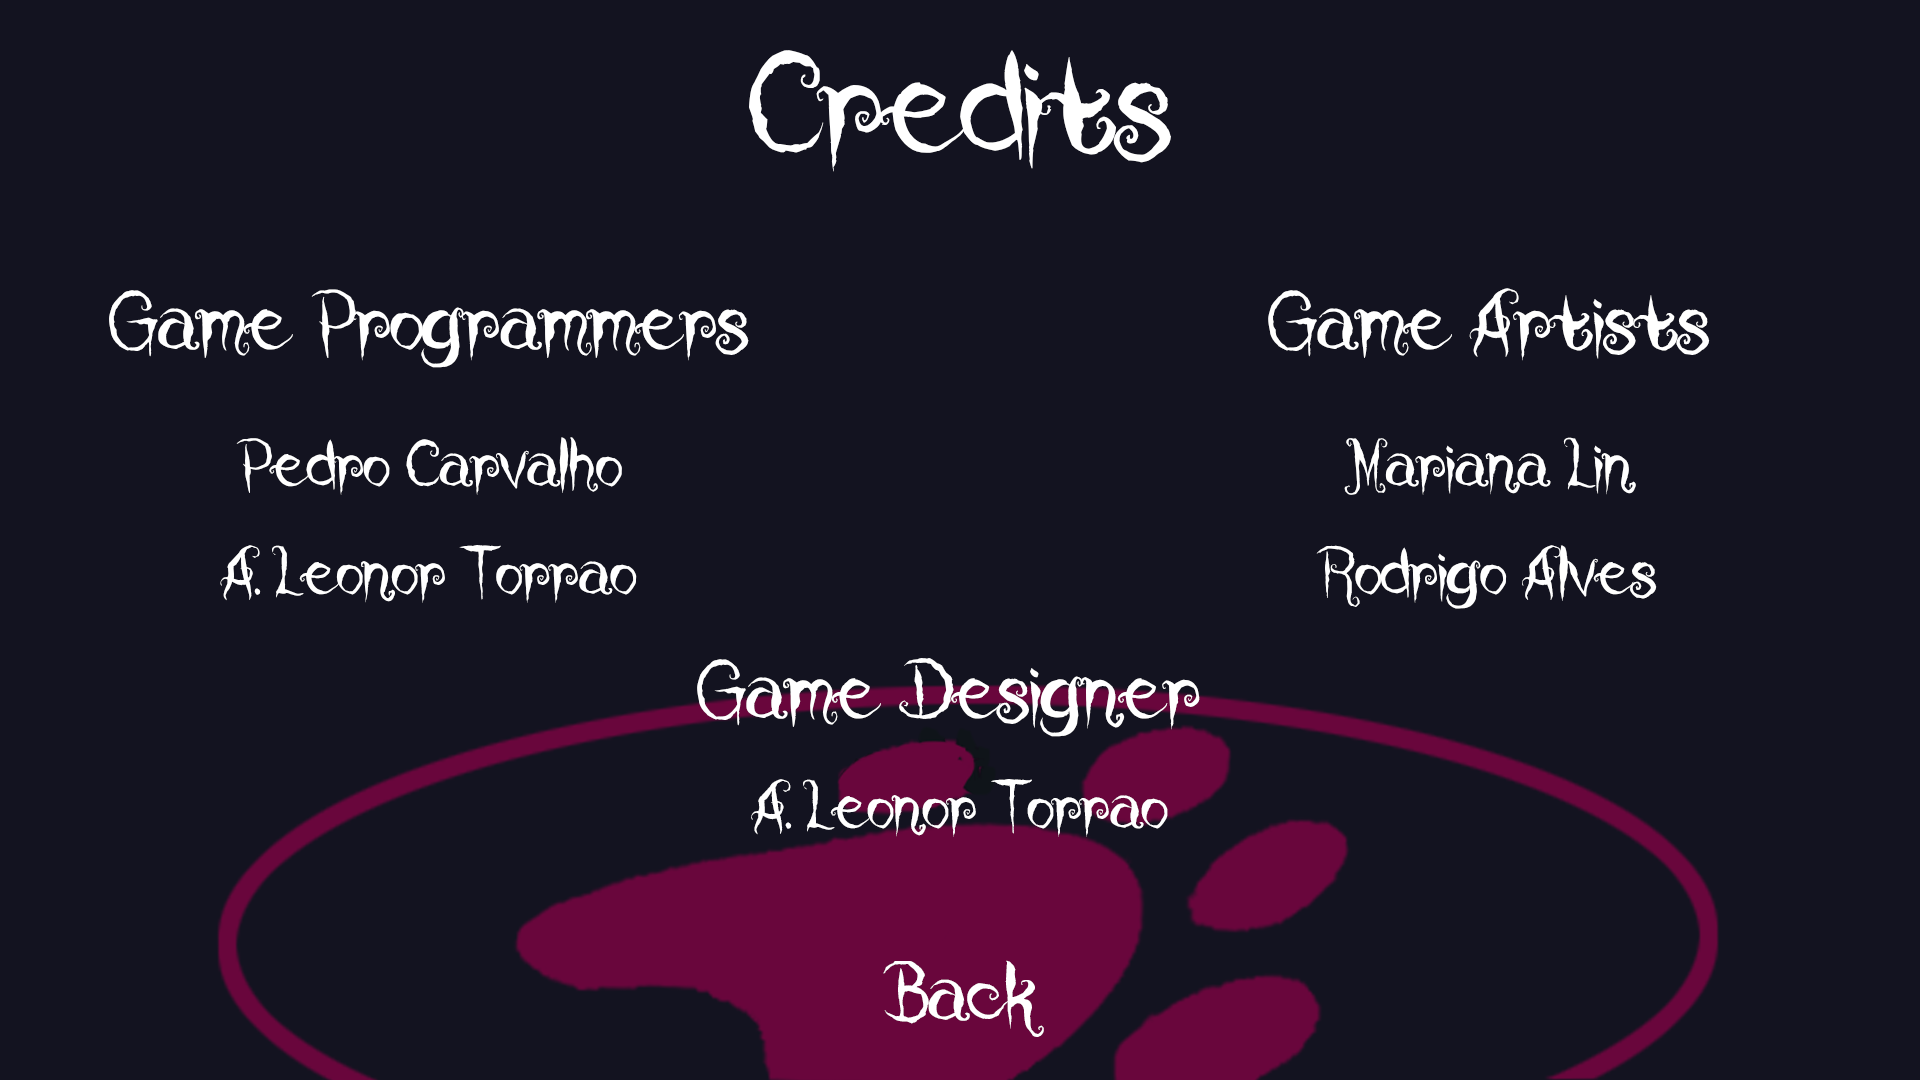 Credits
Game Programmers
Pedro Carvalho
A. Leonor Torrao
Game Artists
Mariana Lin
Rodrigo Alves
Game Designer
A. Leonor Torrao
Back